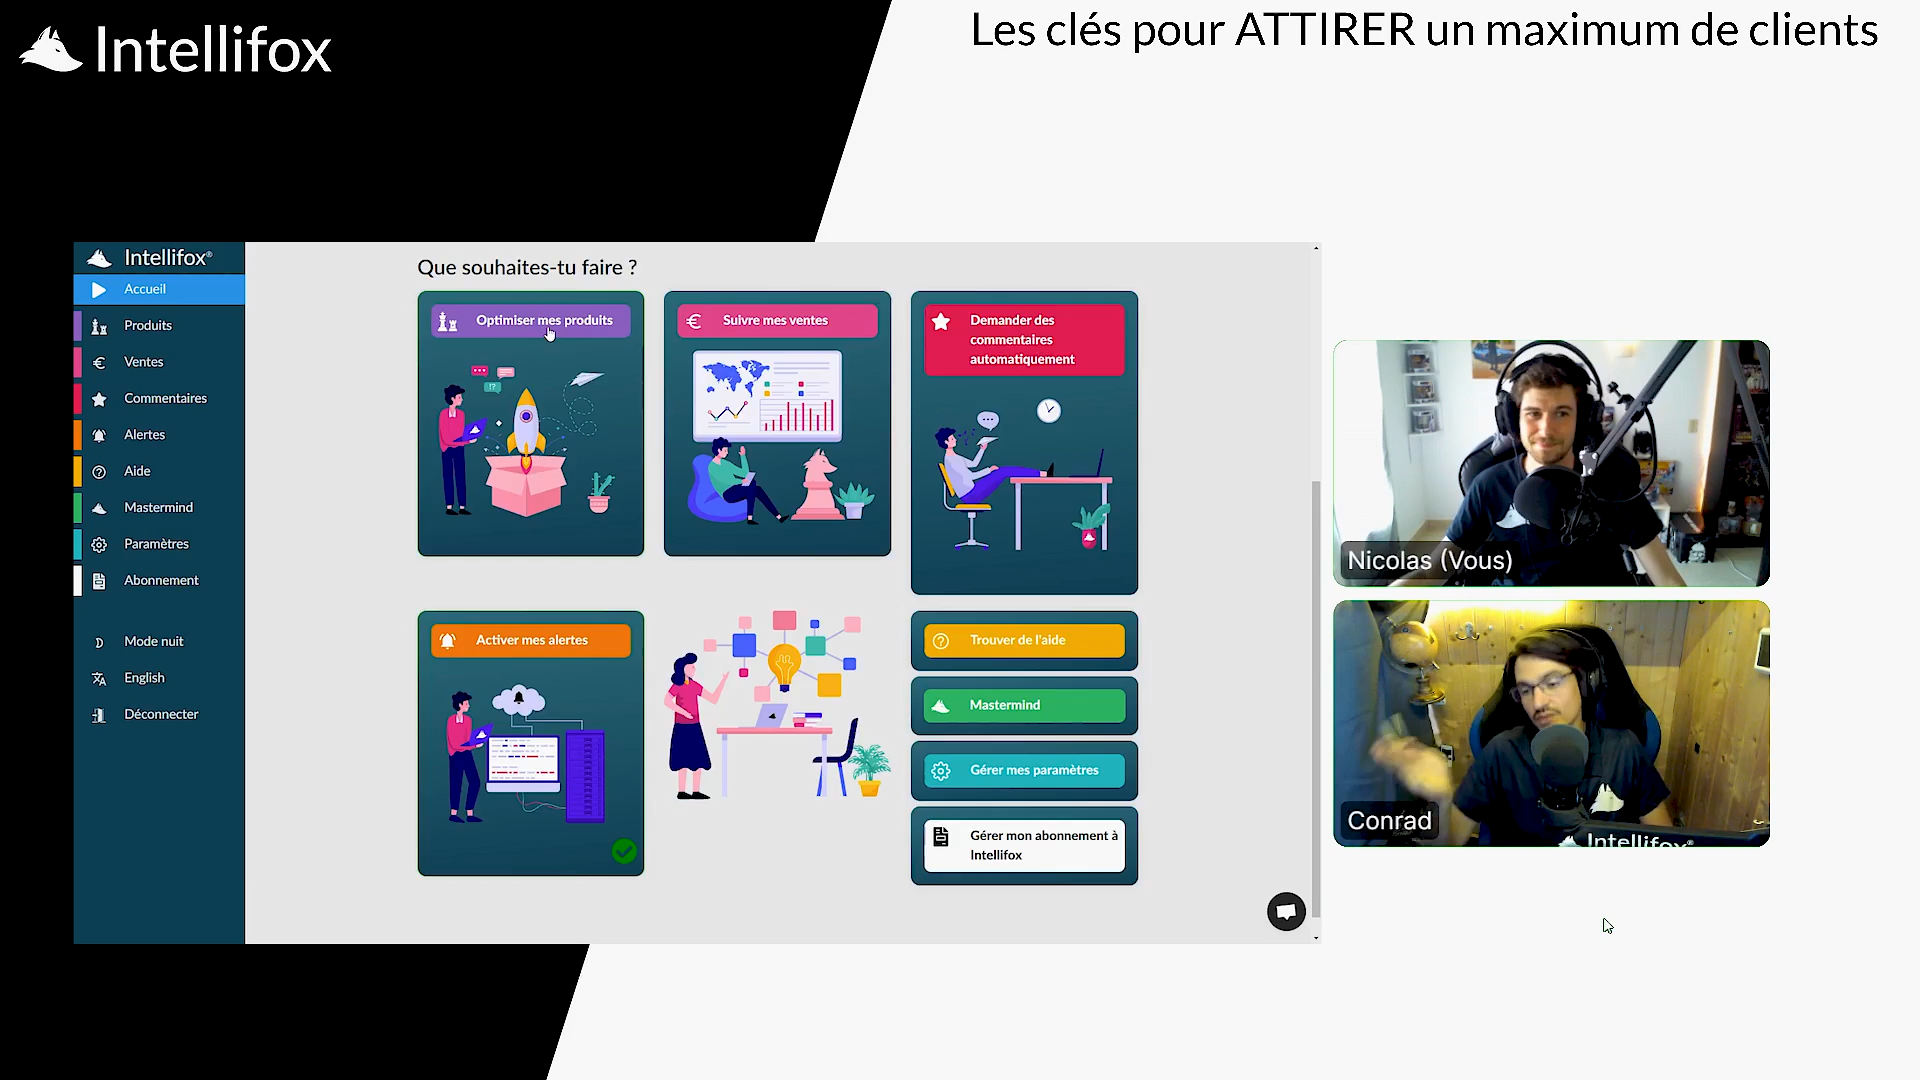 Intellifox
Les clés pour ATTIRER un maximum de clients
Intellifox®
Accueil
Produits
Ventes
Commentaires
Alertes
Aide
Mastermind
Paramètres
Abonnement
Mode nuit
English
Déconnecter
Que souhaites-tu faire ?
Optimiser mes produits
Suivre mes ventes
Demander des
commentaires
automatiquement
Activer mes alertes
Trouver de l'aide
Mastermind
Gérer mes paramètres
Gérer mon abonnement à
Intellifox
Nicolas (Vous)
Conrad
Intellifox®